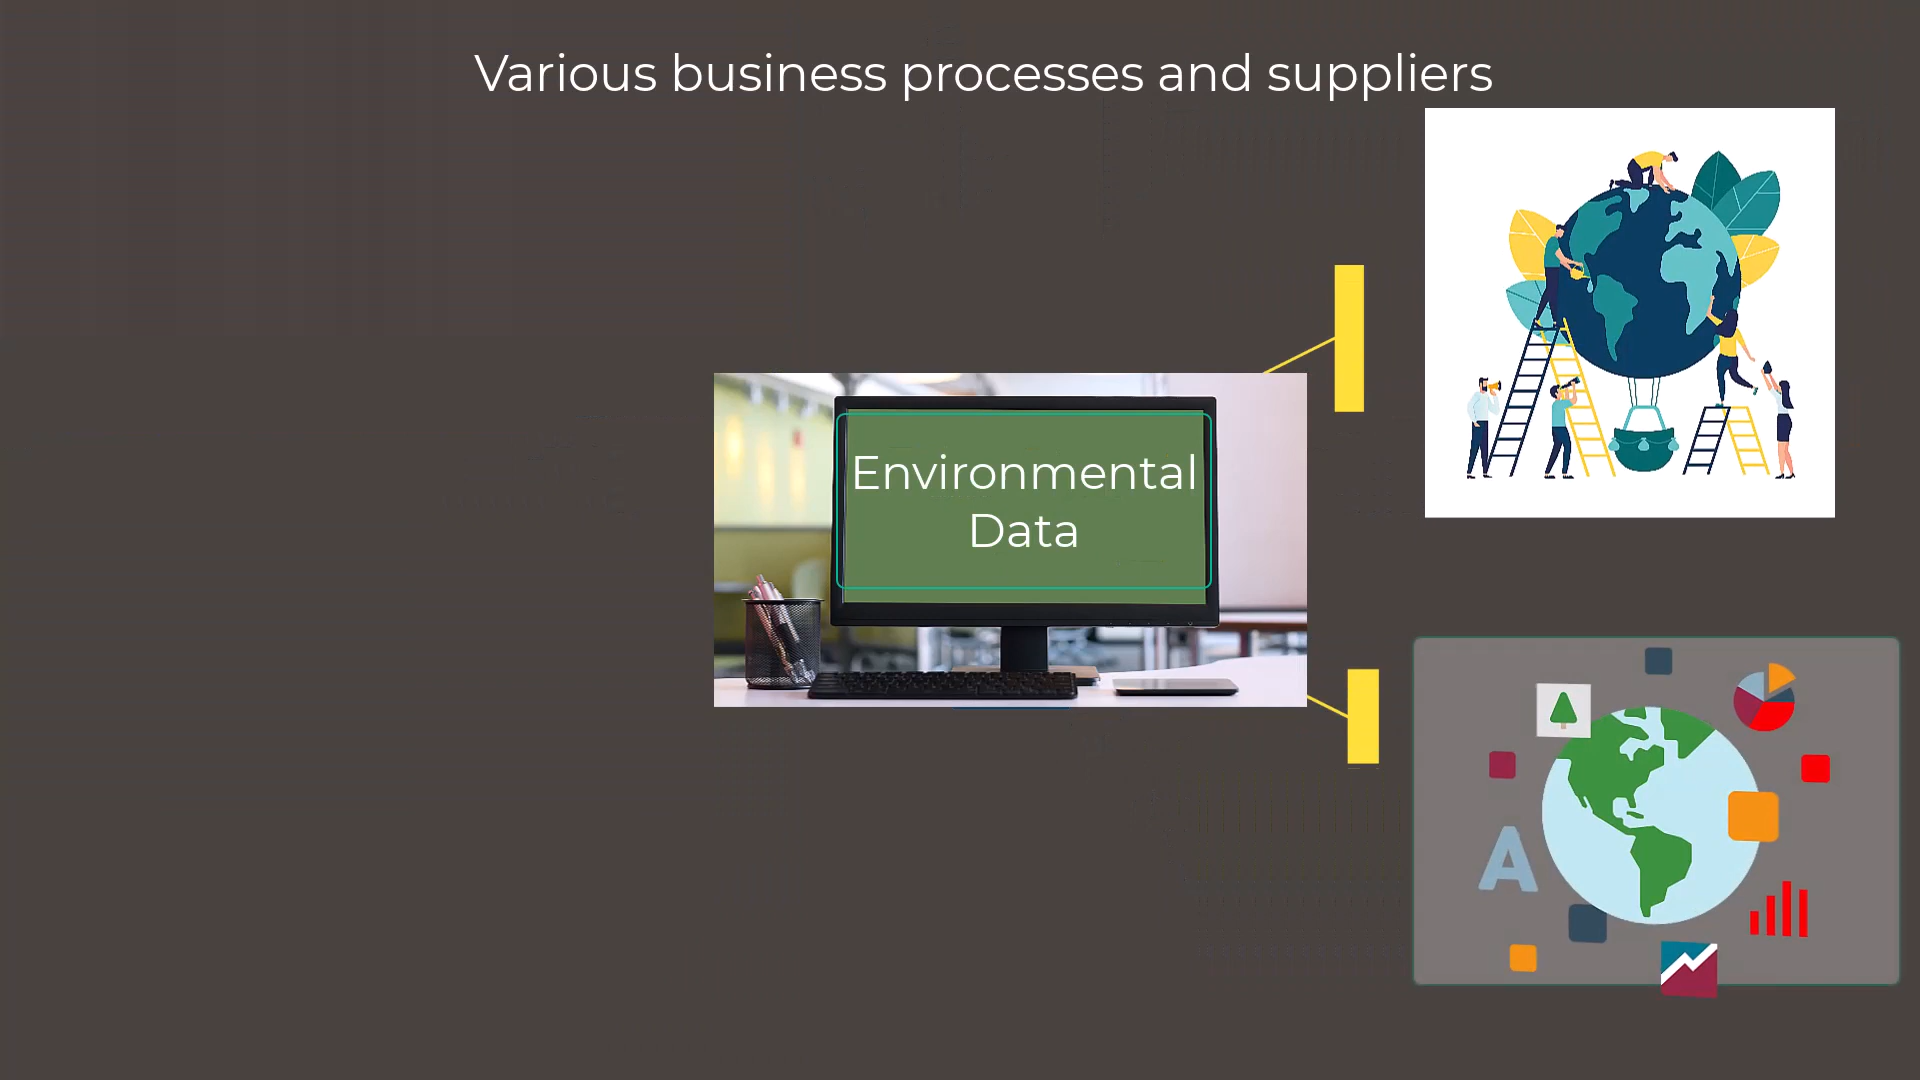 Various business processes and suppliers
Environmental
Data
A